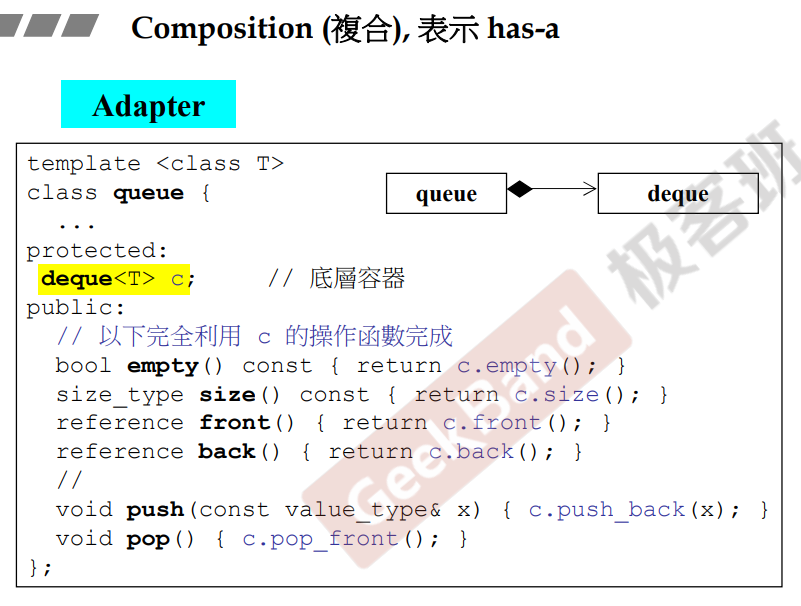 Composition (複合), 表示 has-a
Adapter
template <class T>
class queue {
...
protected:
deque<T> c; // 底層容器
public:
// 以下完全利用 c 的操作函數完成
bool empty() const { return c.empty(); }
size_type size() const { return c.size(); }
reference front() { return c.front(); }
reference back() { return c.back(); }
//
void push(const value_type& x) { c.push_back(x); }
void pop() { c.pop_front(); }
};
queue
deque
GeekBand
极客班